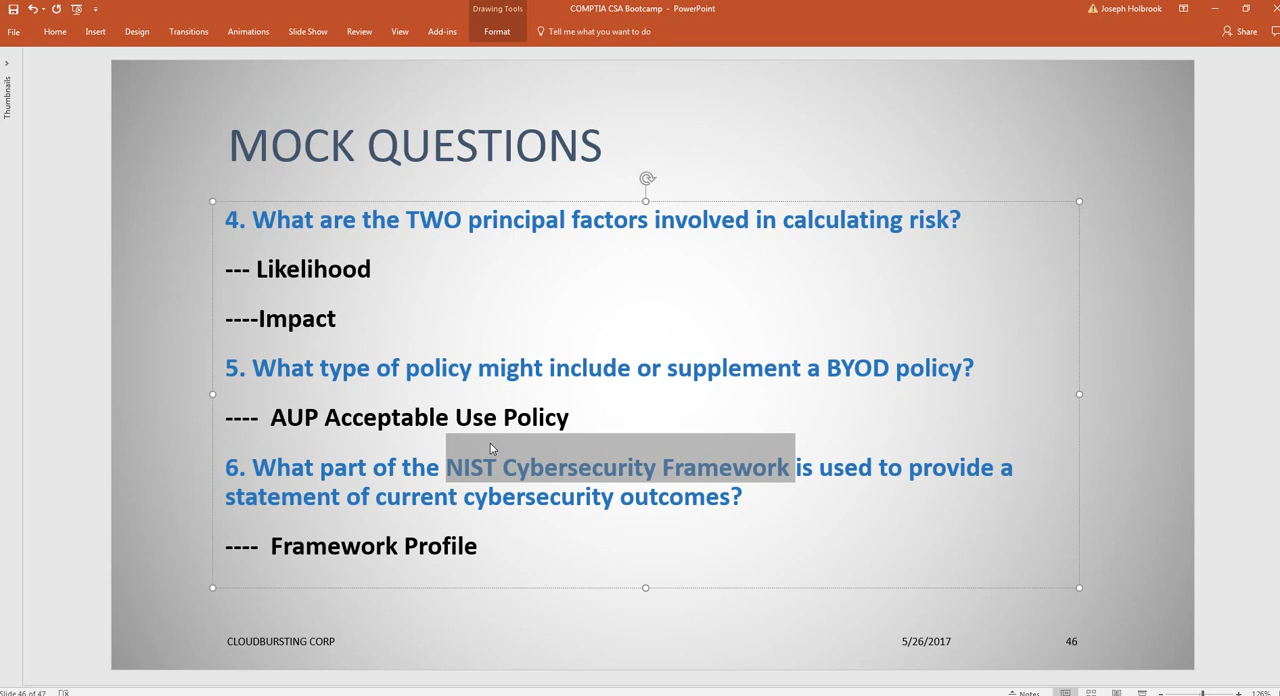 Drawing Tools
COMPTIA CSA Bootcamp - PowerPoint
Joseph Holbrook
File Home Insert Design Transitions Animations Slide Show Review View Add-ins Format Tell me what you want to do Share
Thumbnails
MOCK QUESTIONS
4. What are the TWO principal factors involved in calculating risk?
--- Likelihood
----Impact
5. What type of policy might include or supplement a BYOD policy?
---- AUP Acceptable Use Policy
6. What part of the NIST Cybersecurity Framework is used to provide a
statement of current cybersecurity outcomes?
---- Framework Profile
CLOUDBURSTING CORP 5/26/2017 46
Slide 46 of 47 Notes 126%